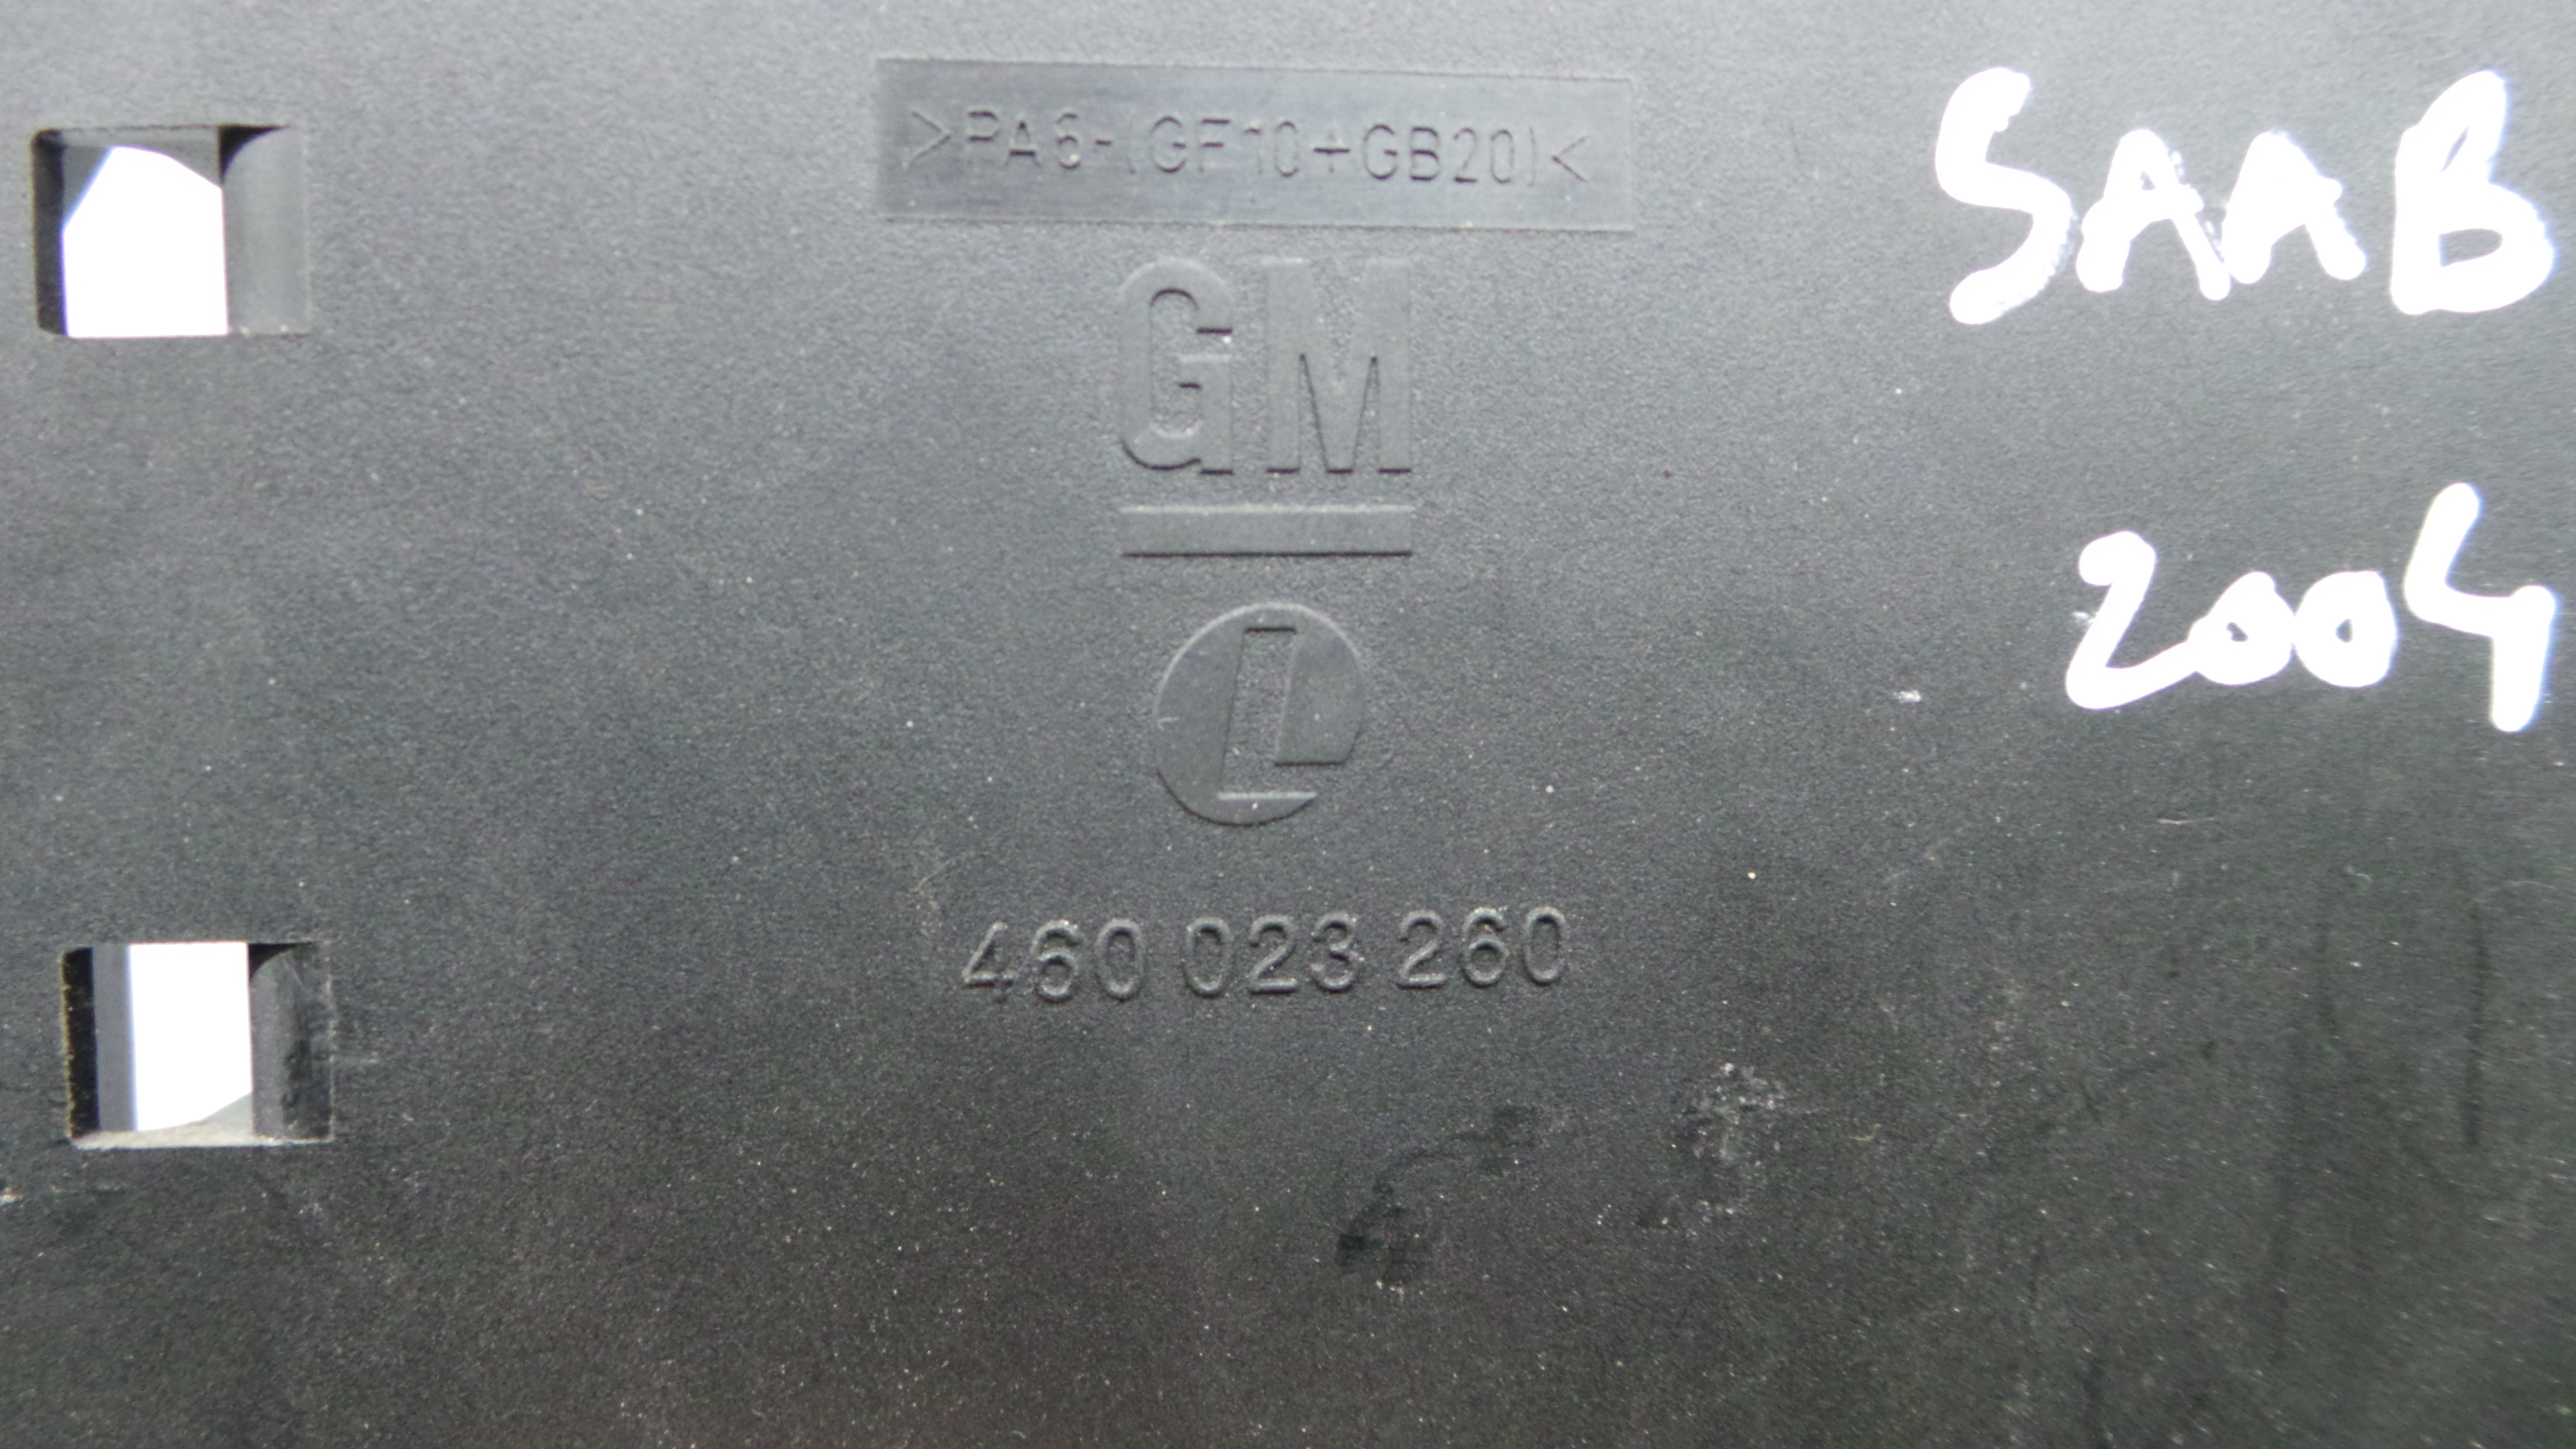 >PA6-(GF10+GB20)<
GM
L
460 023 260
SAAB
2004